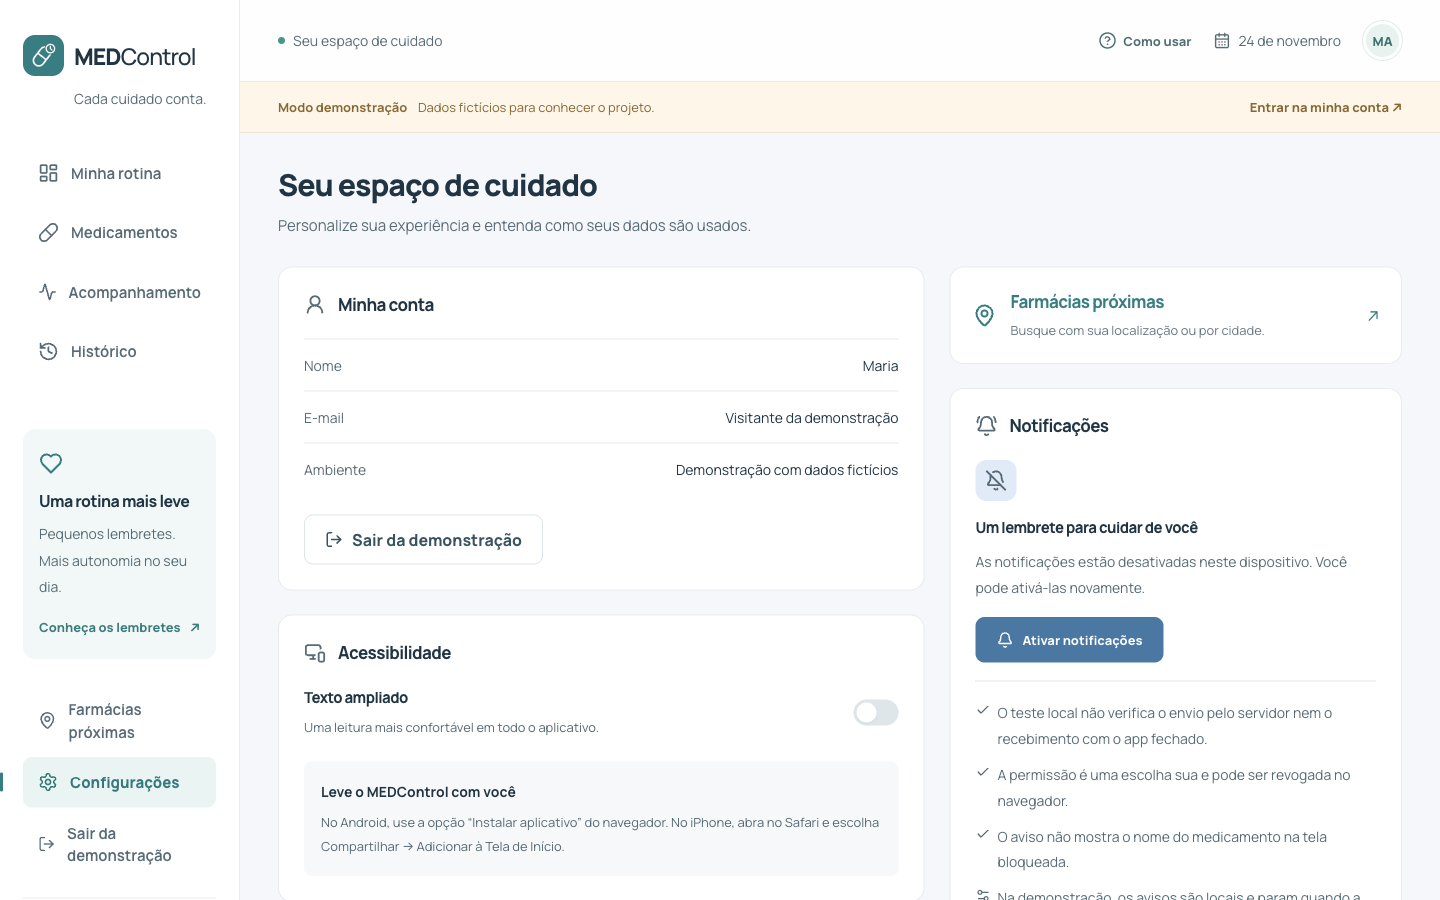 MEDControl
Cada cuidado conta.
Minha rotina
Medicamentos
Acompanhamento
Histórico
Uma rotina mais leve
Pequenos lembretes.
Mais autonomia no seu
dia.
Conheça os lembretes
Farmácias
próximas
Configurações
Sair da
demonstração
Seu espaço de cuidado
Como usar
24 de novembro
MA
Modo demonstração Dados fictícios para conhecer o projeto.
Entrar na minha conta
Seu espaço de cuidado
Personalize sua experiência e entenda como seus dados são usados.
Minha conta
Nome Maria
E-mail Visitante da demonstração
Ambiente Demonstração com dados fictícios
Sair da demonstração
Acessibilidade
Texto ampliado
Uma leitura mais confortável em todo o aplicativo.
Leve o MEDControl com você
No Android, use a opção “Instalar aplicativo” do navegador. No iPhone, abra no Safari e escolha
Compartilhar → Adicionar à Tela de Início.
Farmácias próximas
Busque com sua localização ou por cidade.
Notificações
Um lembrete para cuidar de você
As notificações estão desativadas neste dispositivo. Você
pode ativá-las novamente.
Ativar notificações
O teste local não verifica o envio pelo servidor nem o
recebimento com o app fechado.
A permissão é uma escolha sua e pode ser revogada no
navegador.
O aviso não mostra o nome do medicamento na tela
bloqueada.
Na demonstração, os avisos são locais e param quando a